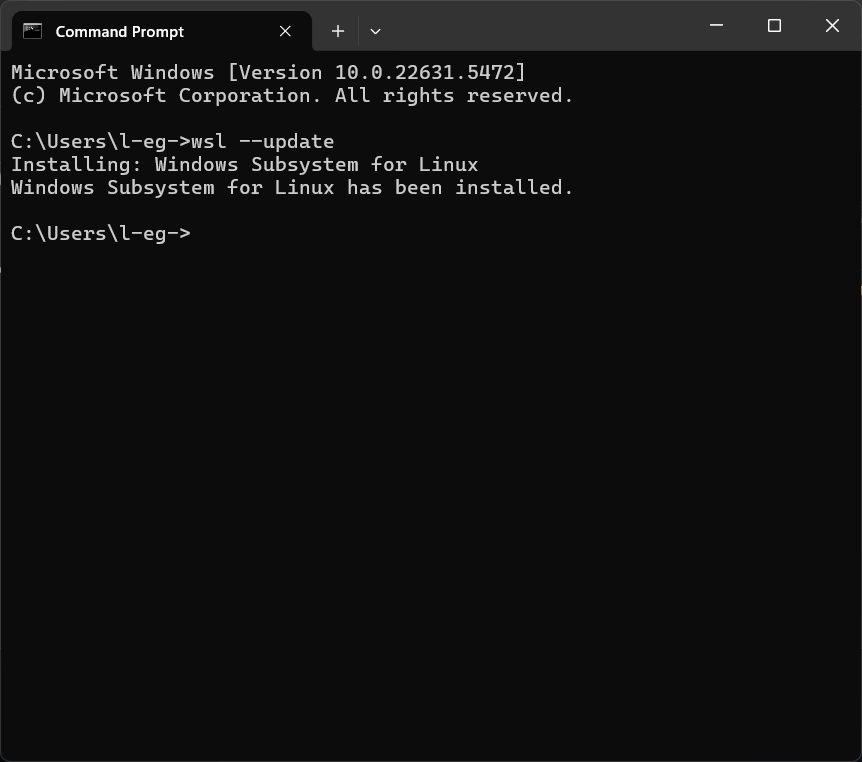 Command Prompt
Microsoft Windows [Version 10.0.22631.5472]
(c) Microsoft Corporation. All rights reserved.
C:\Users\l-eg->wsl --update
Installing: Windows Subsystem for Linux
Windows Subsystem for Linux has been installed.
C:\Users\l-eg->